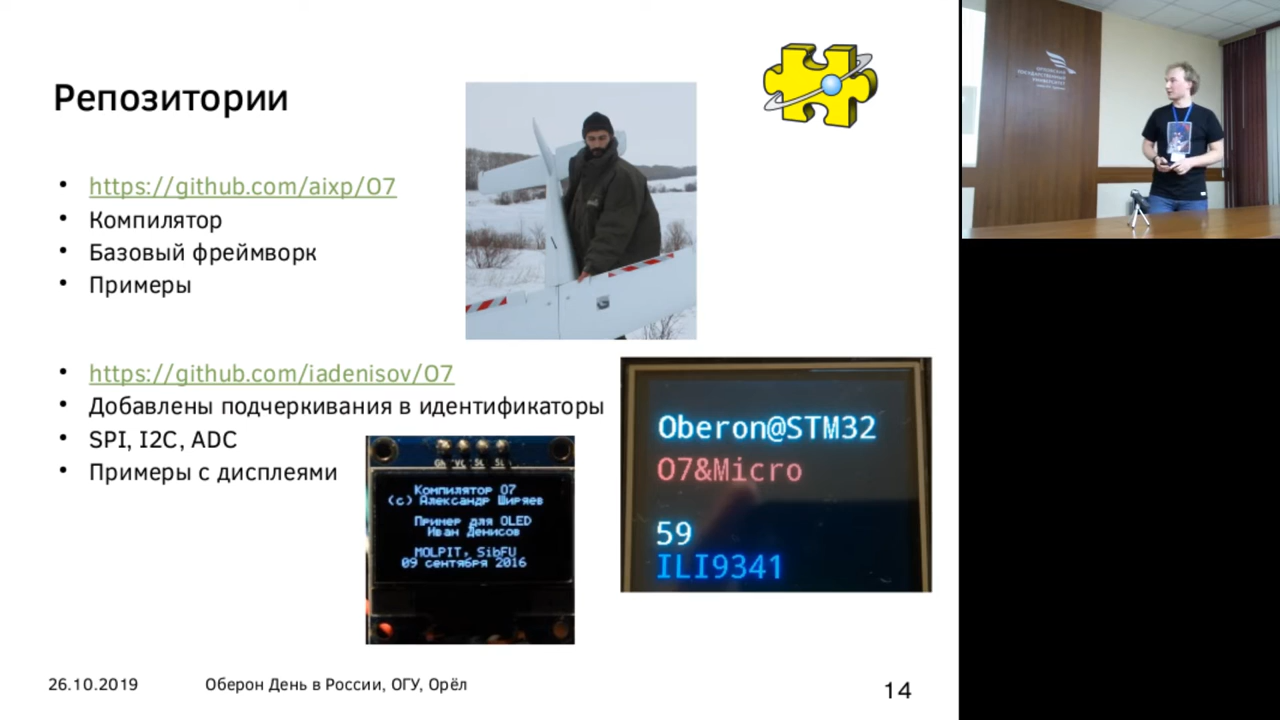 Репозитории
https://github.com/aixp/O7
Компилятор
Базовый фреймворк
Примеры
https://github.com/iadenisov/O7
Добавлены подчеркивания в идентификаторы
SPI, I2C, ADC
Примеры с дисплеями
Компилятор O7
(c) Александр Ширяев
Пример для OLED
Иван Денисов
MOLPIT, SibFU
09 сентября 2016
Oberon@STM32
O7&Micro
59
ILI9341
26.10.2019
Оберон День в России, ОГУ, Орёл
14